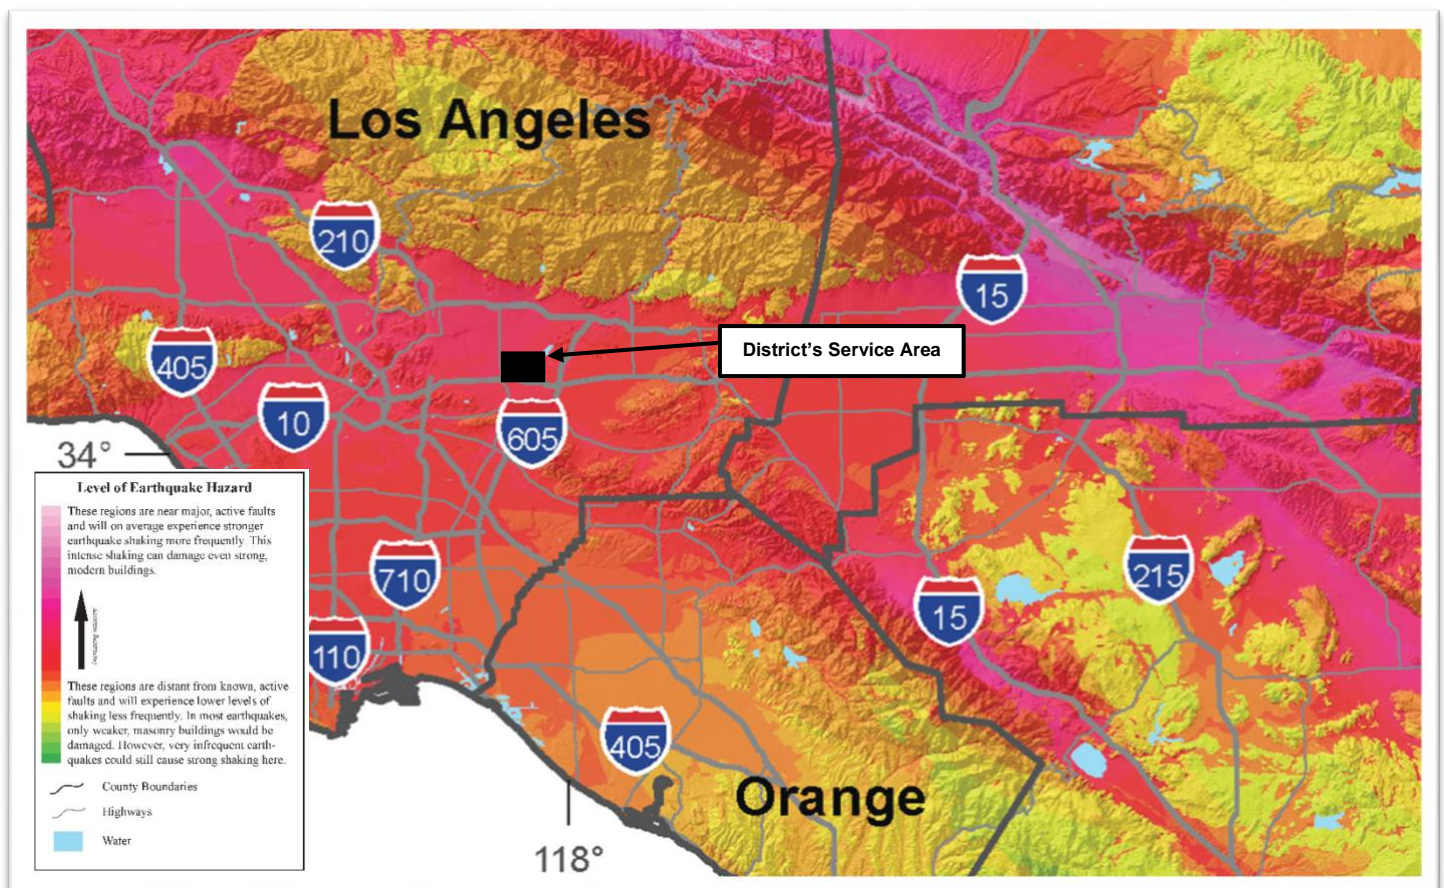 Los Angeles
210
15
District's Service Area
405
10
605
34°
Level of Earthquake Hazard
These regions are near major, active faults
and will on average experience stronger
earthquake shaking more frequently. This
intense shaking can damage even strong,
modern buildings.
These regions are distant from known, active
faults and will experience lower levels of
shaking less frequently. In most earthquakes,
only weaker, masonry buildings would be
damaged. However, very infrequent earth-
quakes could still cause strong shaking here.
County Boundaries
Highways
Water
710
215
15
110
405
Orange
118°